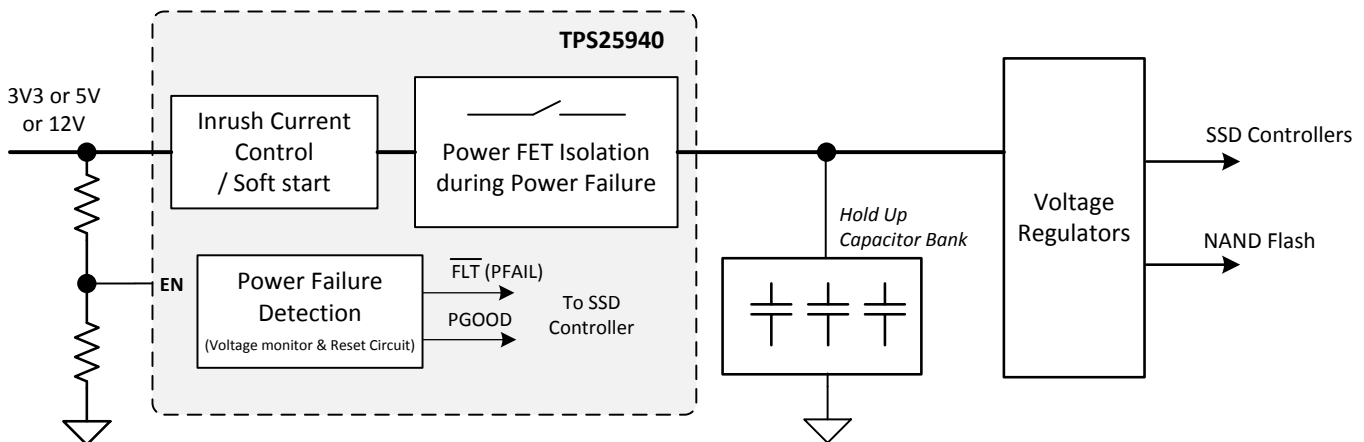 TPS25940
3V3 or 5V
or 12V
Inrush Current
Control
/ Soft start
Power FET Isolation
during Power Failure
Hold Up
Capacitor Bank
Voltage
Regulators
SSD Controllers
NAND Flash
EN
Power Failure
Detection
(Voltage monitor & Reset Circuit)
FLT (PFAIL)
PGOOD
To SSD
Controller